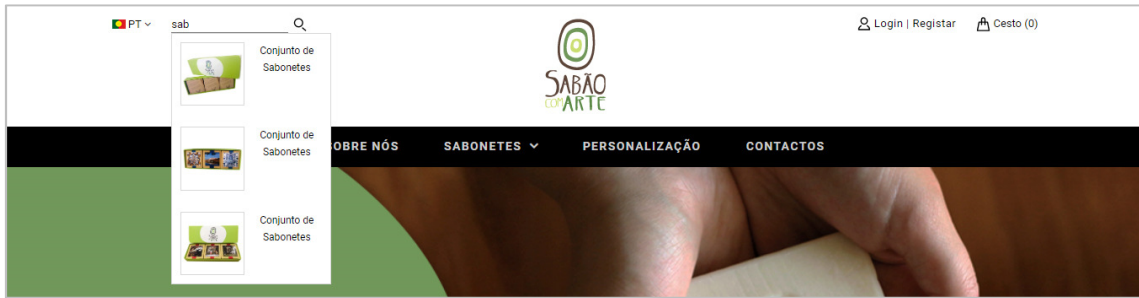 PT
sab
Login | Registar
Cesto (0)
SABÃO
COM ARTE
SOBRE NÓS
SABONETES
PERSONALIZAÇÃO
CONTACTOS
Conjunto de
Sabonetes
Conjunto de
Sabonetes
Conjunto de
Sabonetes